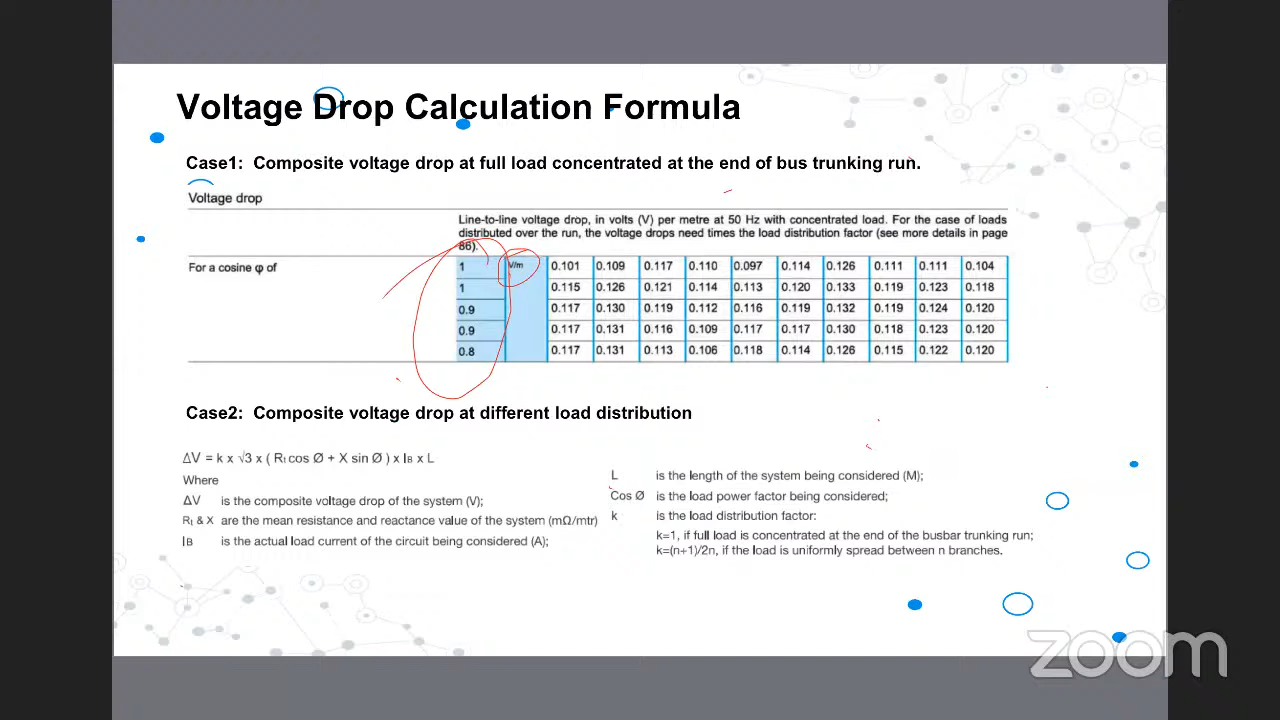 Voltage Drop Calculation Formula
Case1: Composite voltage drop at full load concentrated at the end of bus trunking run.
Voltage drop
Line-to-line voltage drop, in volts (V) per metre at 50 Hz with concentrated load. For the case of loads
distributed over the run, the voltage drops need times the load distribution factor (see more details in page
86).
For a cosine φ of 1 V/m 0.101 0.109 0.117 0.110 0.097 0.114 0.126 0.111 0.111 0.104
1 0.115 0.126 0.121 0.114 0.113 0.120 0.133 0.119 0.123 0.118
0.9 0.117 0.130 0.119 0.112 0.116 0.119 0.132 0.119 0.124 0.120
0.9 0.117 0.131 0.116 0.109 0.117 0.117 0.130 0.118 0.123 0.120
0.8 0.117 0.131 0.113 0.106 0.118 0.114 0.126 0.115 0.122 0.120
Case2: Composite voltage drop at different load distribution
ΔV = k x √3 x ( Rt cos Ø + X sin Ø ) x IB x L
Where
ΔV is the composite voltage drop of the system (V);
Rt & X are the mean resistance and reactance value of the system (mΩ/mtr)
IB is the actual load current of the circuit being considered (A);
L is the length of the system being considered (M);
Cos Ø is the load power factor being considered;
k is the load distribution factor:
k=1, if full load is concentrated at the end of the busbar trunking run;
k=(n+1)/2n, if the load is uniformly spread between n branches.
zoom